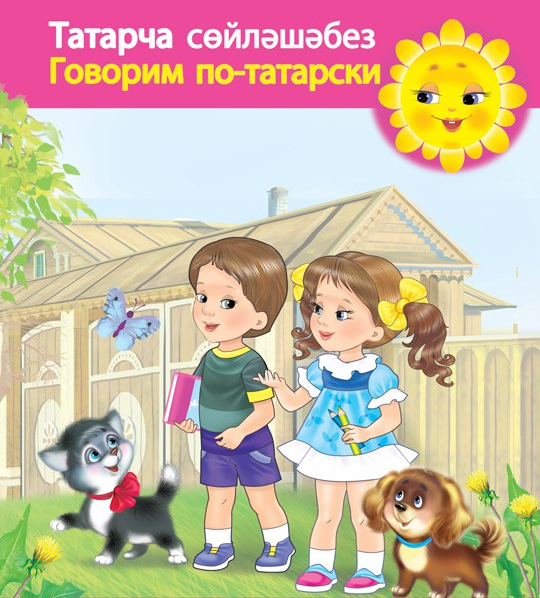 Татарча сөйләшәбез
Говорим по-татарски